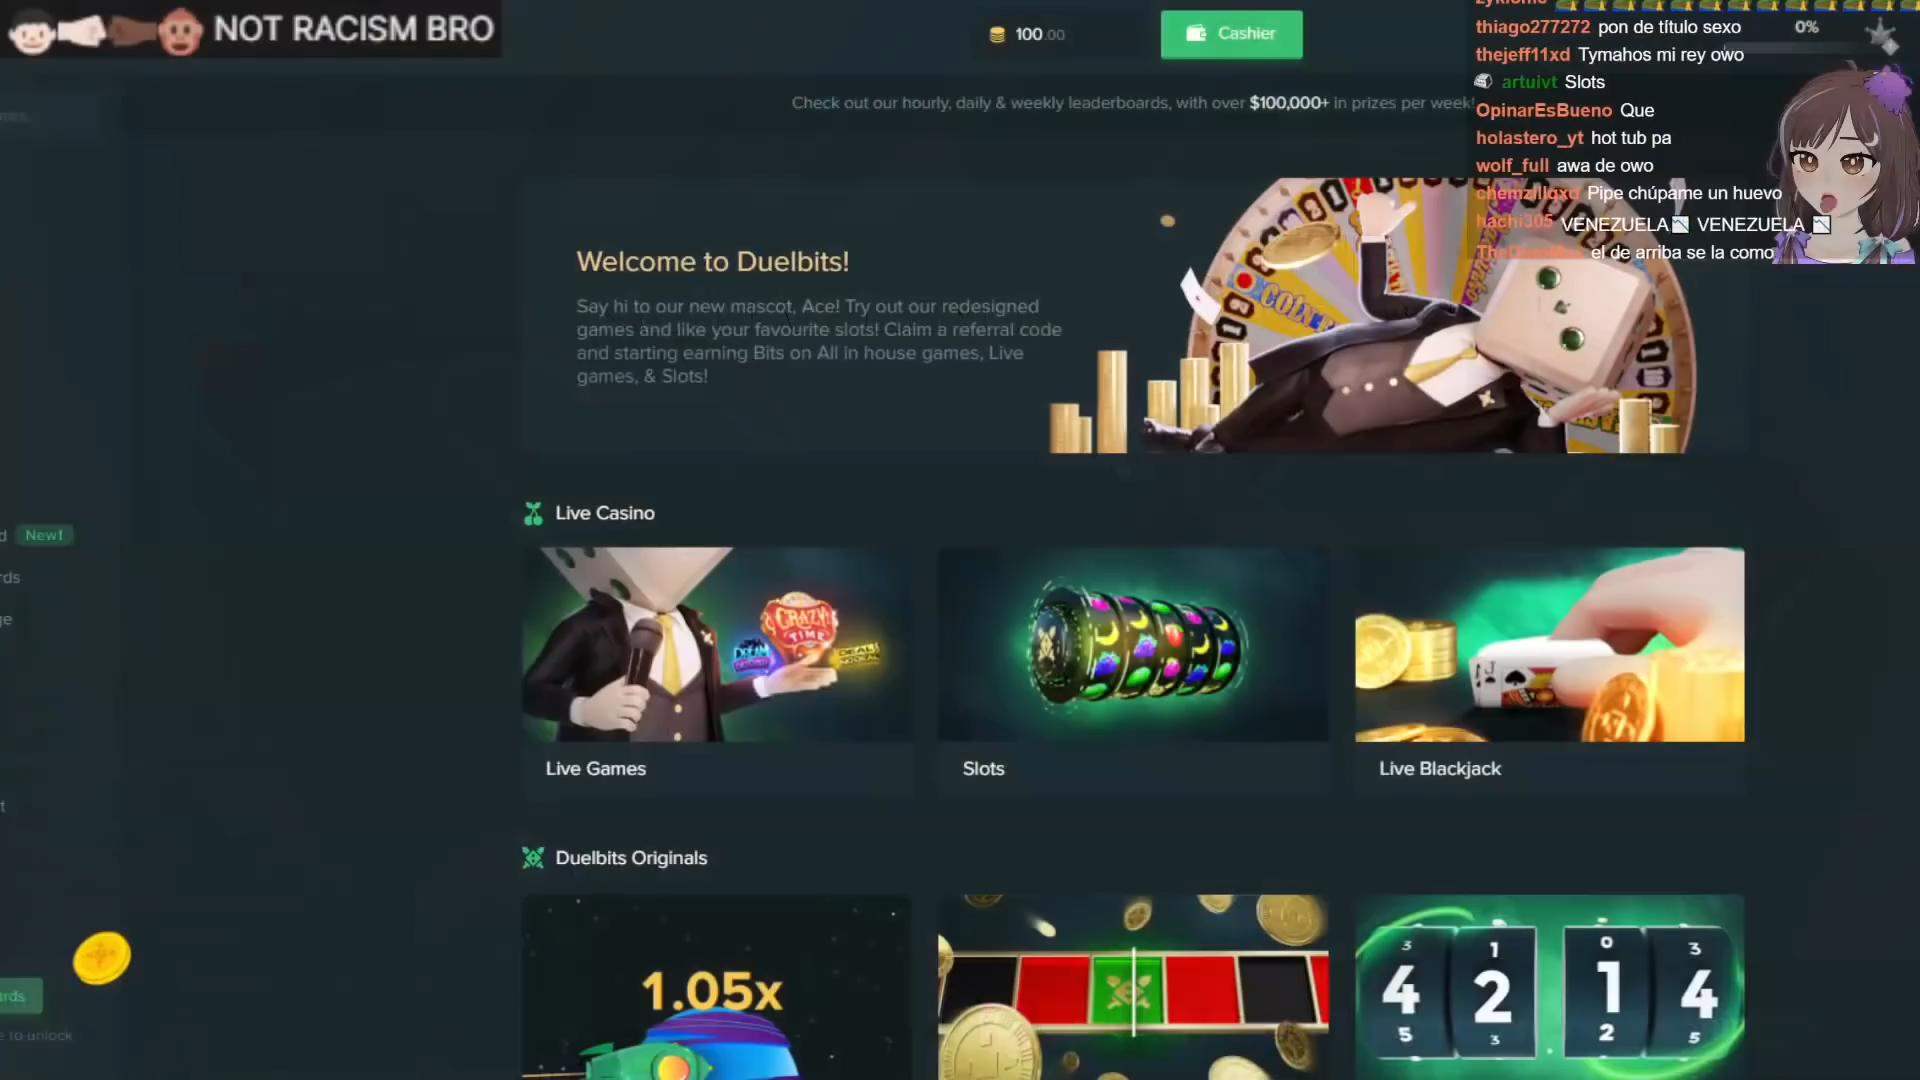 NOT RACISM BRO
100.00
Cashier
0%
thiago277272 pon de título sexo
thejeff11xd Tymahos mi rey owo
artuivt Slots
OpinarEsBueno Que
holastero_yt hot tub pa
wolf_full awa de owo
Pipe chúpame un huevo
hachi305 VENEZUELA VENEZUELA
el de arriba se la como
Check out our hourly, daily & weekly leaderboards, with over $100,000+ in prizes per week!
Welcome to Duelbits!
Say hi to our new mascot, Ace! Try out our redesigned
games and like your favourite slots! Claim a referral code
and starting earning Bits on All in house games, Live
games, & Slots!
New!
Live Casino
CRAZY
TIME
DREAM
DEAL
Live Games
Slots
Live Blackjack
Duelbits Originals
1.05x
3 1 0 3
4 2 1 4
5 3 2 5
e to unlock